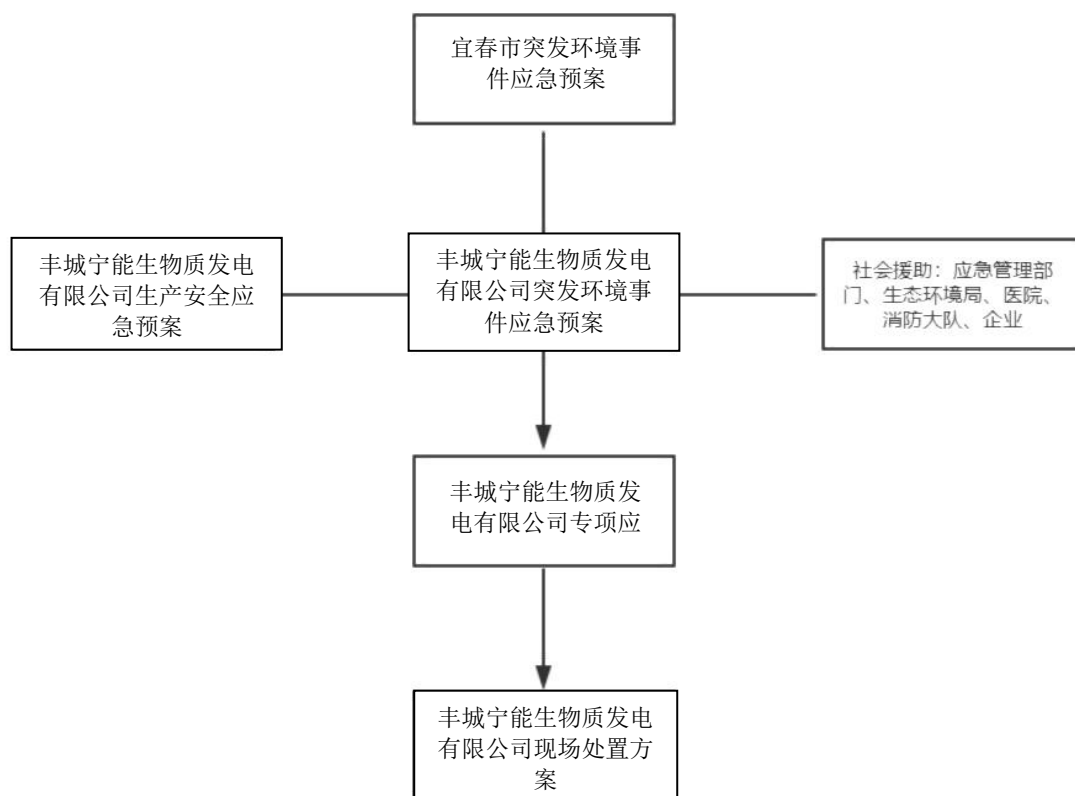 宜春市突发环境事
件应急预案
丰城宁能生物质发电
有限公司生产安全应
急预案
丰城宁能生物质发电
有限公司突发环境事
件应急预案
社会援助：应急管理部
门、生态环境局、医院、
消防大队、企业
丰城宁能生物质发
电有限公司专项应
丰城宁能生物质发电
有限公司现场处置方
案